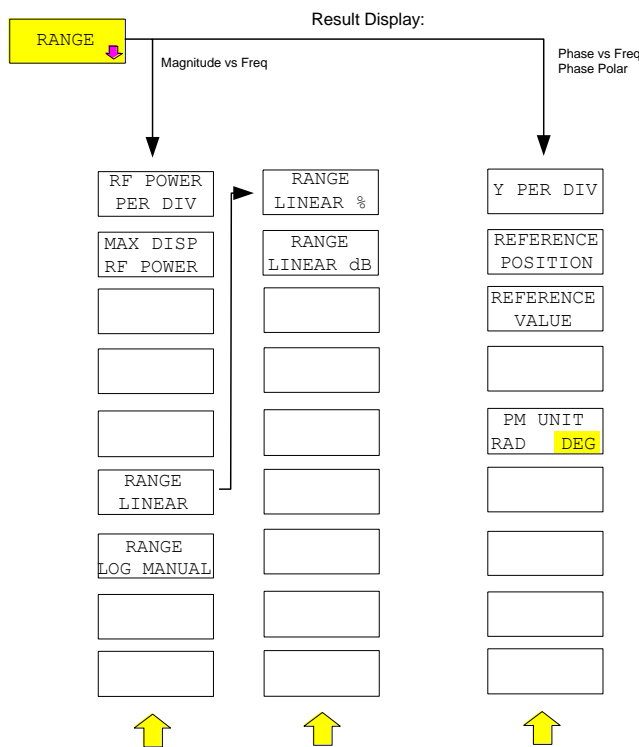 Result Display:
RANGE
Magnitude vs Freq
Phase vs Freq
Phase Polar
RF POWER
PER DIV
MAX DISP
RF POWER
RANGE
LINEAR
RANGE
LOG MANUAL
RANGE
LINEAR %
RANGE
LINEAR dB
Y PER DIV
REFERENCE
POSITION
REFERENCE
VALUE
PM UNIT
RAD DEG